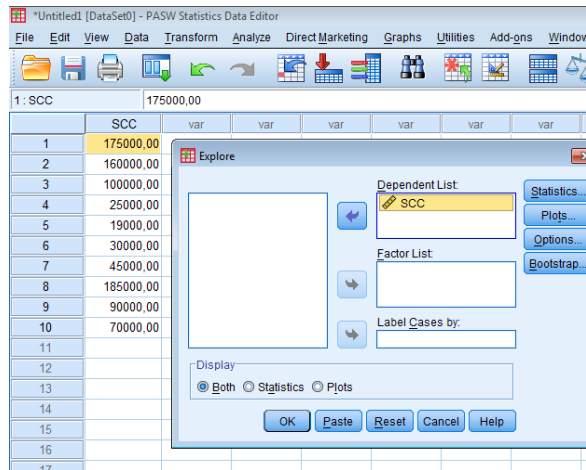 *Untitled1 [DataSet0] - PASW Statistics Data Editor
File Edit View Data Transform Analyze Direct Marketing Graphs Utilities Add-ons Window
1 : SCC 175000,00
SCC var var var var var var
1 175000,00
2 160000,00
3 100000,00
4 25000,00
5 19000,00
6 30000,00
7 45000,00
8 185000,00
9 90000,00
10 70000,00
11
12
13
14
15
16
17
Explore
Dependent List:
SCC
Factor List:
Label Cases by:
Statistics...
Plots...
Options...
Bootstrap...
Display
Both Statistics Plots
OK Paste Reset Cancel Help